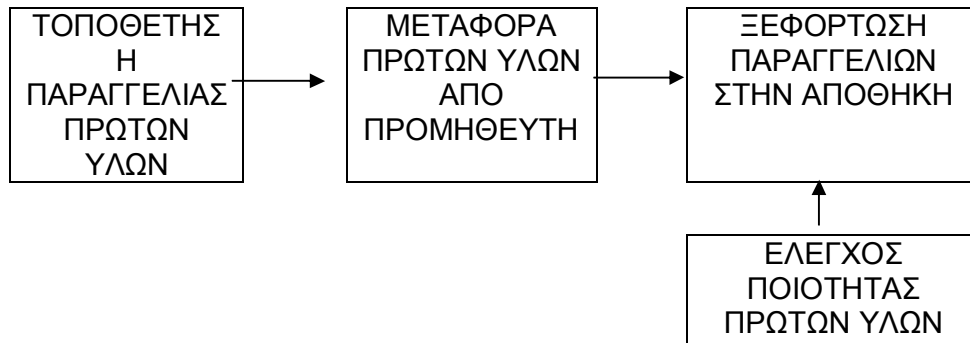 ΤΟΠΟΘΕΤΗΣ
Η
ΠΑΡΑΓΓΕΛΙΑΣ
ΠΡΩΤΩΝ
ΥΛΩΝ
ΜΕΤΑΦΟΡΑ
ΠΡΩΤΩΝ ΥΛΩΝ
ΑΠΟ
ΠΡΟΜΗΘΕΥΤΗ
ΞΕΦΟΡΤΩΣΗ
ΠΑΡΑΓΓΕΛΙΩΝ
ΣΤΗΝ ΑΠΟΘΗΚΗ
ΕΛΕΓΧΟΣ
ΠΟΙΟΤΗΤΑΣ
ΠΡΩΤΩΝ ΥΛΩΝ